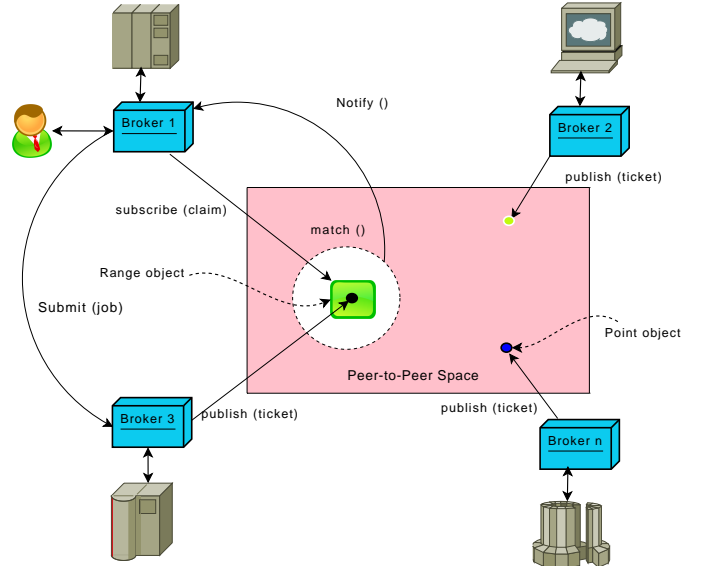 Notify ()
Broker 1
Broker 2
publish (ticket)
subscribe (claim)
match ()
Range object
Submit (job)
Point object
Peer-to-Peer Space
publish (ticket)
publish (ticket)
Broker 3
Broker n